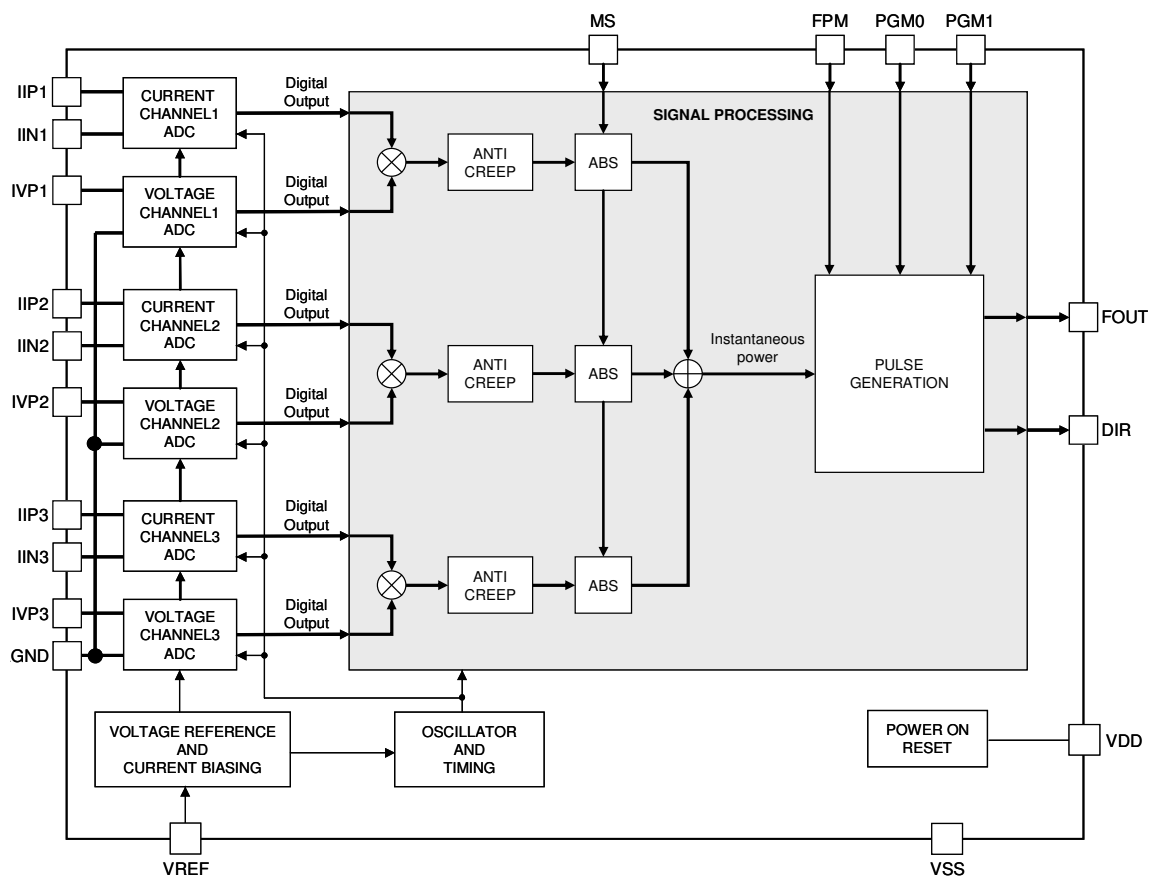 MS
FPM
PGM0
PGM1
IIP1
IIN1
CURRENT
CHANNEL1
ADC
Digital
Output
SIGNAL PROCESSING
ANTI
CREEP
ABS
IVP1
VOLTAGE
CHANNEL1
ADC
Digital
Output
IIP2
IIN2
CURRENT
CHANNEL2
ADC
Digital
Output
ANTI
CREEP
ABS
Instantaneous
power
PULSE
GENERATION
FOUT
DIR
IVP2
VOLTAGE
CHANNEL2
ADC
Digital
Output
IIP3
IIN3
CURRENT
CHANNEL3
ADC
Digital
Output
ANTI
CREEP
ABS
IVP3
GND
VOLTAGE
CHANNEL3
ADC
Digital
Output
VOLTAGE REFERENCE
AND
CURRENT BIASING
OSCILLATOR
AND
TIMING
POWER ON
RESET
VDD
VREF
VSS